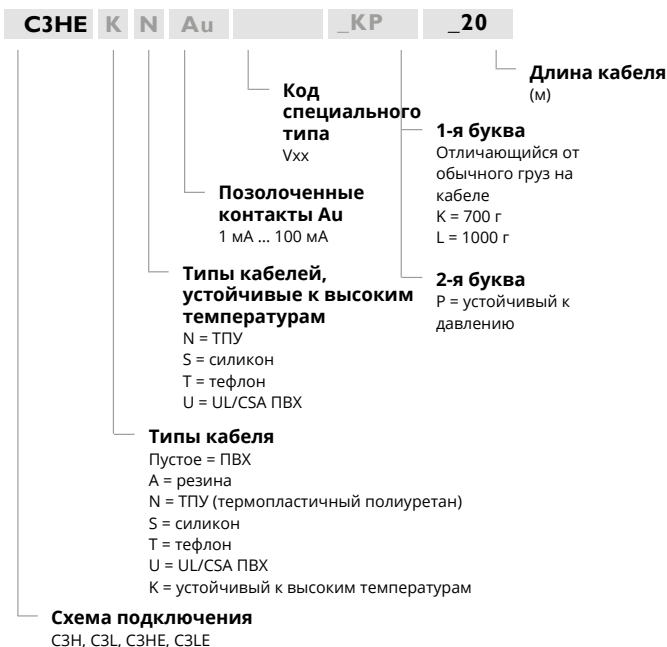 C3HE K N Au _KP _20
Длина кабеля
(м)
Код
специального
типа
Vxx
1-я буква
Отличающийся от
обычного груз на
кабеле
K = 700 г
L = 1000 г
Позолоченные
контакты Au
1 мА ... 100 мА
2-я буква
P = устойчивый к
давлению
Типы кабелей,
устойчивые к высоким
температурам
N = ТПУ
S = силикон
T = тефлон
U = UL/CSA ПВХ
Типы кабеля
Пустое = ПВХ
A = резина
N = ТПУ (термопластичный полиуретан)
S = силикон
T = тефлон
U = UL/CSA ПВХ
K = устойчивый к высоким температурам
Схема подключения
C3H, C3L, C3HE, C3LE